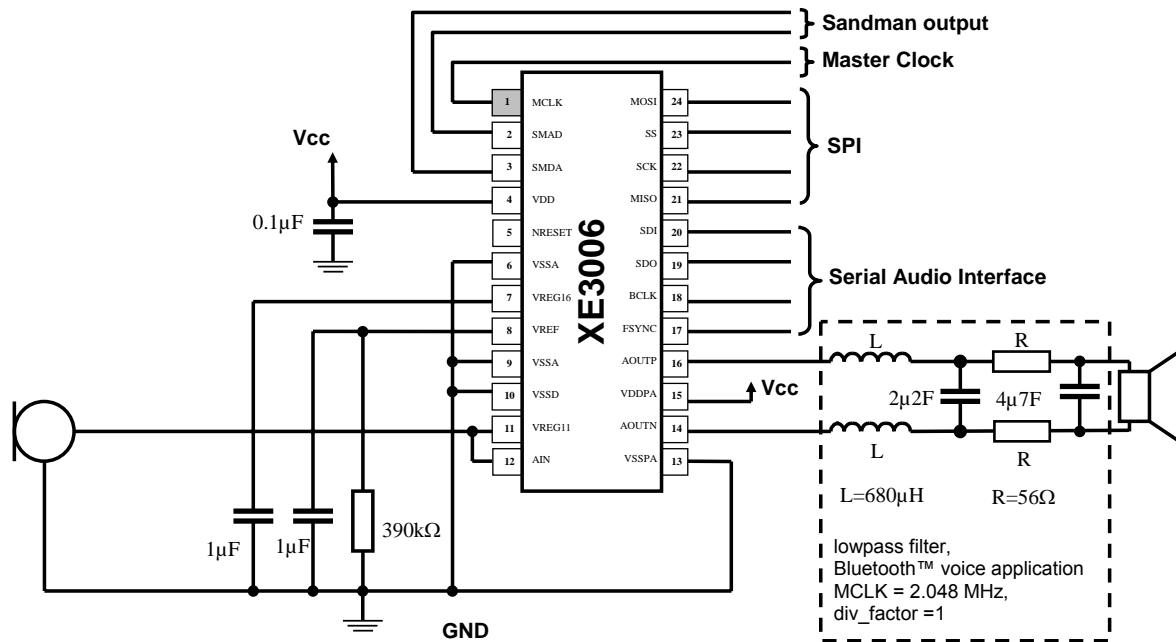 Sandman output
Master Clock
1 MCLK MOSI 24
2 SMAD SS 23
Vcc
SPI
3 SMDA SCK 22
4 VDD MISO 21
0.1µF
5 NRESET SDI 20
XE3006
6 VSSA SDO 19
Serial Audio Interface
7 VREG16 BCLK 18
8 VREF FSYNC 17
L R
9 VSSA AOUTP 16
Vcc
10 VSSD VDDPA 15
2µ2F 4µ7F
11 VREG11 AOUTN 14
12 AIN VSSPA 13
L R
L=680µH R=56Ω
390kΩ
1µF 1µF
lowpass filter,
Bluetooth™ voice application
MCLK = 2.048 MHz,
div_factor =1
GND